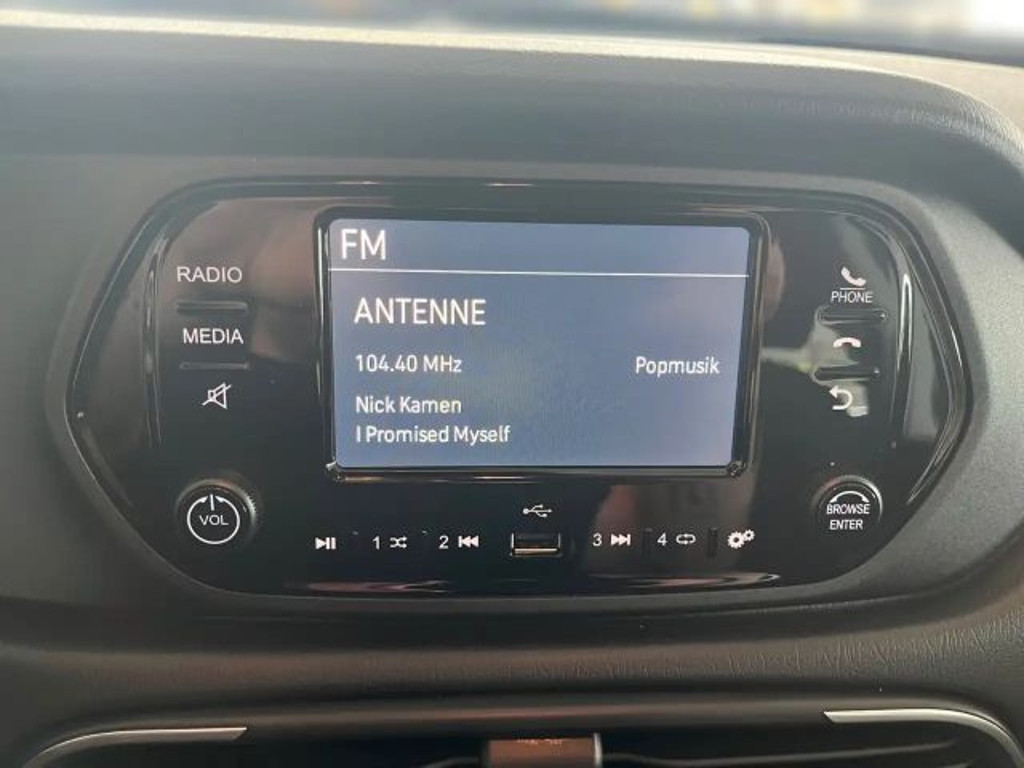 FM
ANTENNE
104.40 MHz Popmusik
Nick Kamen
I Promised Myself
RADIO
MEDIA
VOL
PHONE
BROWSE
ENTER
1 2 3 4